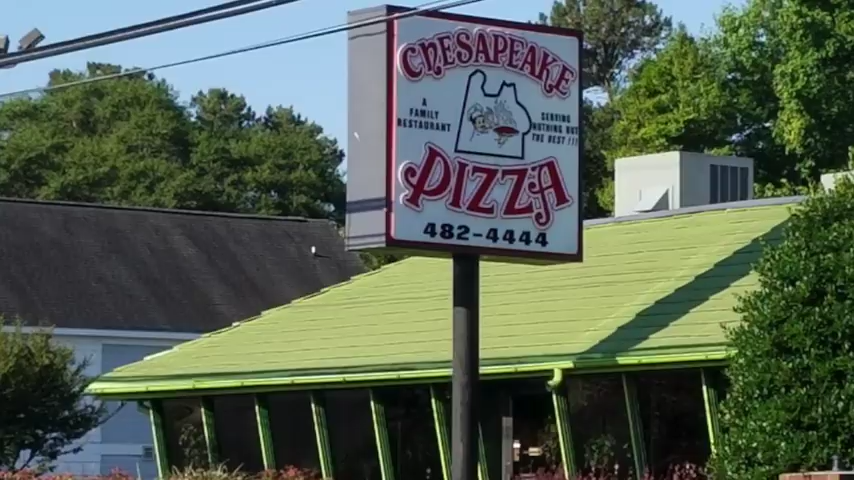 CHESAPEAKE
A
FAMILY
RESTAURANT
SERVING
NOTHING BUT
THE BEST !!!
PIZZA
482-4444